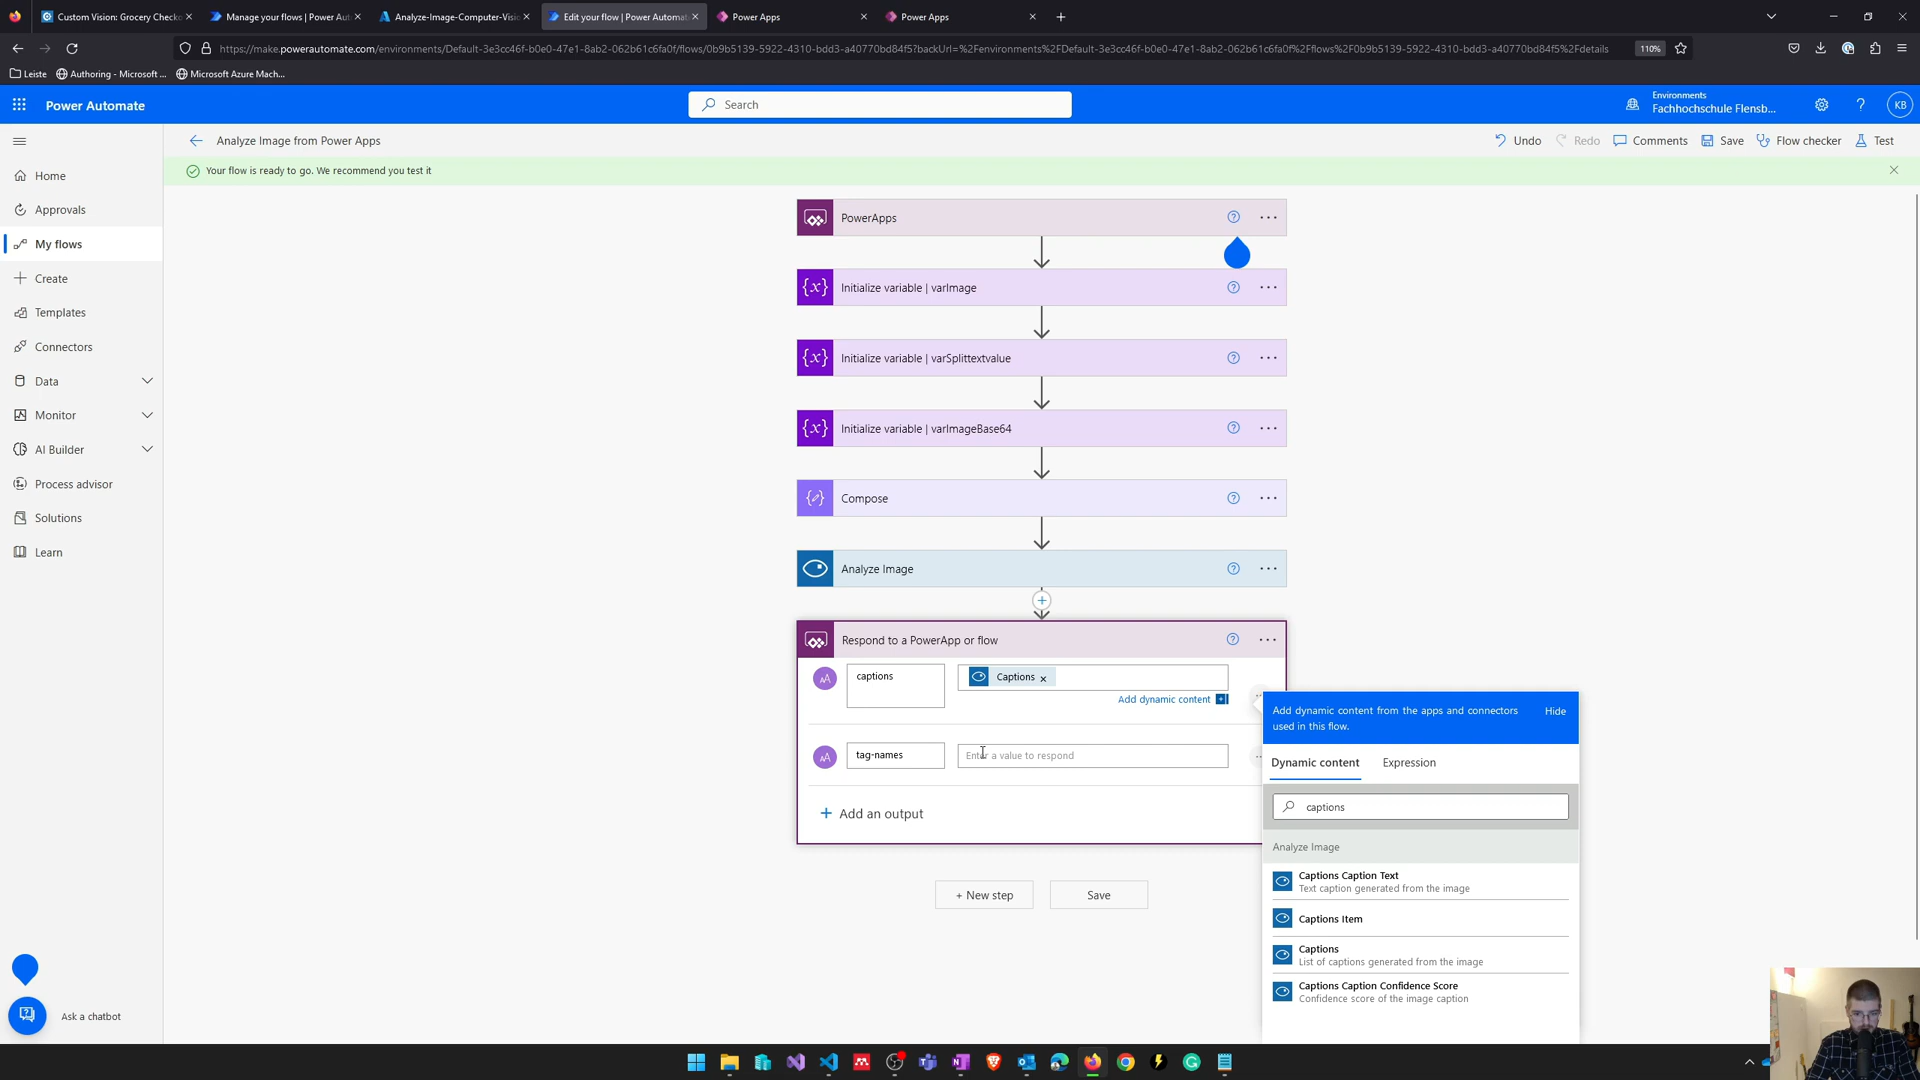 Custom Vision: Grocery Checko
Manage your flows | Power Aut
Analyze-Image-Computer-Visio
Edit your flow | Power Automat
Power Apps
Power Apps
https://make.powerautomate.com/environments/Default-3e3cc46f-b0e0-47e1-8ab2-062b61c6fa0f/flows/0b9b5139-5922-4310-bdd3-a40770bd84f5?backUrl=%2Fenvironments%2FDefault-3e3cc46f-b0e0-47e1-8ab2-062b61c6fa0f%2Fflows%2F0b9b5139-5922-4310-bdd3-a40770bd84f5%2Fdetails
110%
Leiste
Authoring - Microsoft ...
Microsoft Azure Mach...
Power Automate
Search
Environments
Fachhochschule Flensb...
KB
Analyze Image from Power Apps
Undo
Redo
Comments
Save
Flow checker
Test
Your flow is ready to go. We recommend you test it
Home
Approvals
My flows
Create
Templates
Connectors
Data
Monitor
AI Builder
Process advisor
Solutions
Learn
Ask a chatbot
PowerApps
Initialize variable | varImage
Initialize variable | varSplittextvalue
Initialize variable | varImageBase64
Compose
Analyze Image
Respond to a PowerApp or flow
captions
Captions
Add dynamic content
tag-names
Enter a value to respond
Add an output
+ New step
Save
Add dynamic content from the apps and connectors
used in this flow.
Hide
Dynamic content
Expression
captions
Analyze Image
Captions Caption Text
Text caption generated from the image
Captions Item
Captions
List of captions generated from the image
Captions Caption Confidence Score
Confidence score of the image caption